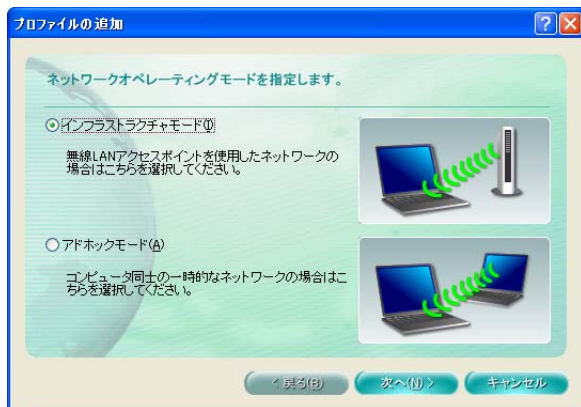 プロファイルの追加
ネットワークオペレーティングモードを指定します。
インフラストラクチャモード(I)
無線LANアクセスポイントを使用したネットワークの
場合はこちらを選択してください。
アドホックモード(A)
コンピュータ同士の一時的なネットワークの場合はこ
ちらを選択してください。
< 戻る(B)
次へ(N) >
キャンセル